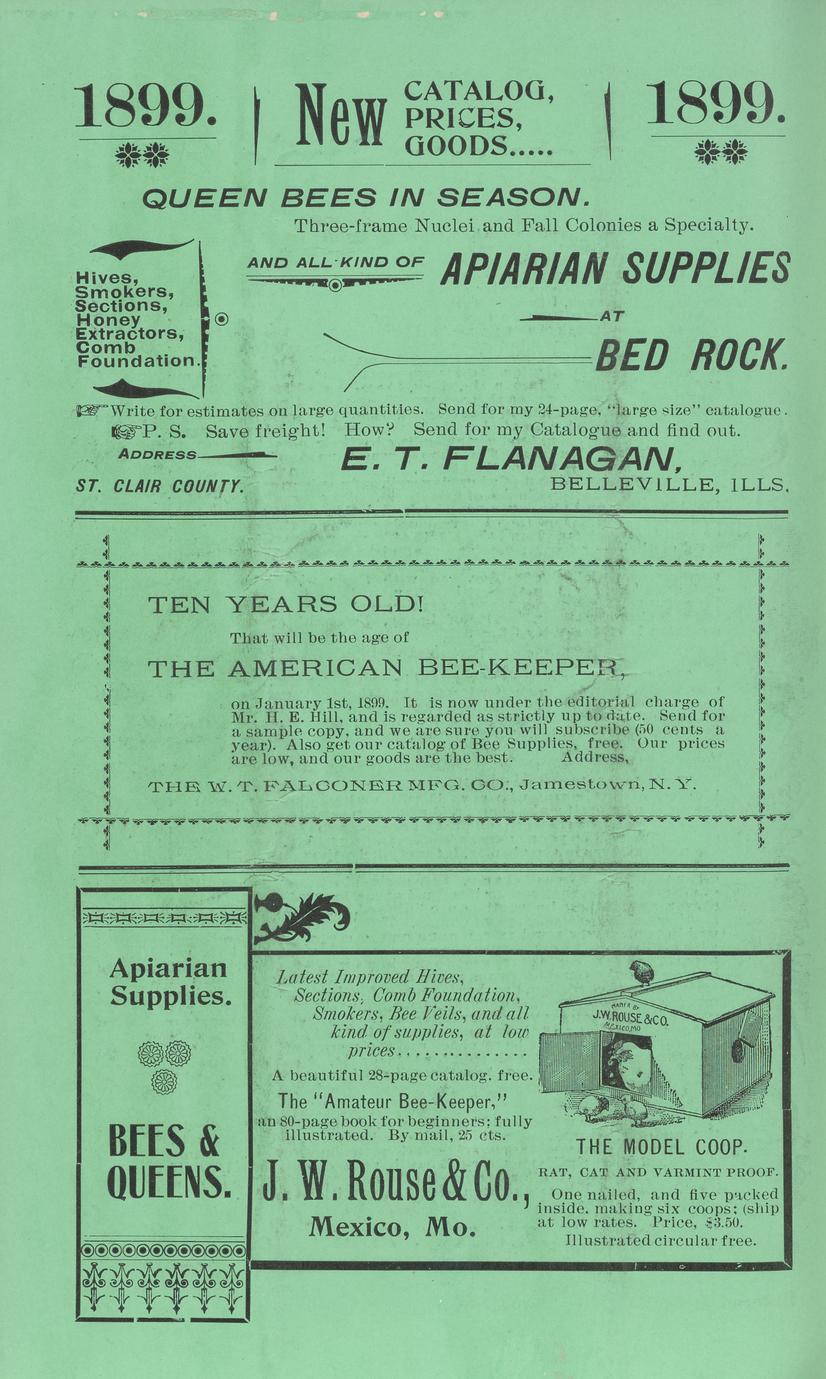 1899.
New
CATALOG,
PRICES,
GOODS.....
1899.
QUEEN BEES IN SEASON.
Three-frame Nuclei and Fall Colonies a Specialty.
Hives,
Smokers,
Sections,
Honey
Extractors,
Comb
Foundation.
AND ALL KIND OF APIARIAN SUPPLIES
AT
BED ROCK.
Write for estimates on large quantities. Send for my 24-page, “large size” catalogue.
P. S. Save freight! How? Send for my Catalogue and find out.
ADDRESS
E. T. FLANAGAN,
ST. CLAIR COUNTY.
BELLEVILLE, ILLS.
TEN YEARS OLD!
That will be the age of
THE AMERICAN BEE-KEEPER,
on January 1st, 1899. It is now under the editorial charge of
Mr. H. E. Hill, and is regarded as strictly up to date. Send for
a sample copy, and we are sure you will subscribe (50 cents a
year). Also get our catalog of Bee Supplies, free. Our prices
are low, and our goods are the best. Address,
THE W. T. FALCONER MFG. CO., Jamestown, N. Y.
Apiarian
Supplies.
BEES &
QUEENS.
Latest Improved Hives,
Sections, Comb Foundation,
Smokers, Bee Veils, and all
kind of supplies, at low
prices..............
A beautiful 28-page catalog, free.
The "Amateur Bee-Keeper,"
an 80-page book for beginners; fully
illustrated. By mail, 25 cts.
J. W. Rouse & Co.,
Mexico, Mo.
MANF'D BY
J.W. ROUSE & CO.
MEXICO, MO
THE MODEL COOP.
RAT, CAT AND VARMINT PROOF.
One nailed, and five packed
inside, making six coops; (ship
at low rates. Price, $3.50.
Illustrated circular free.